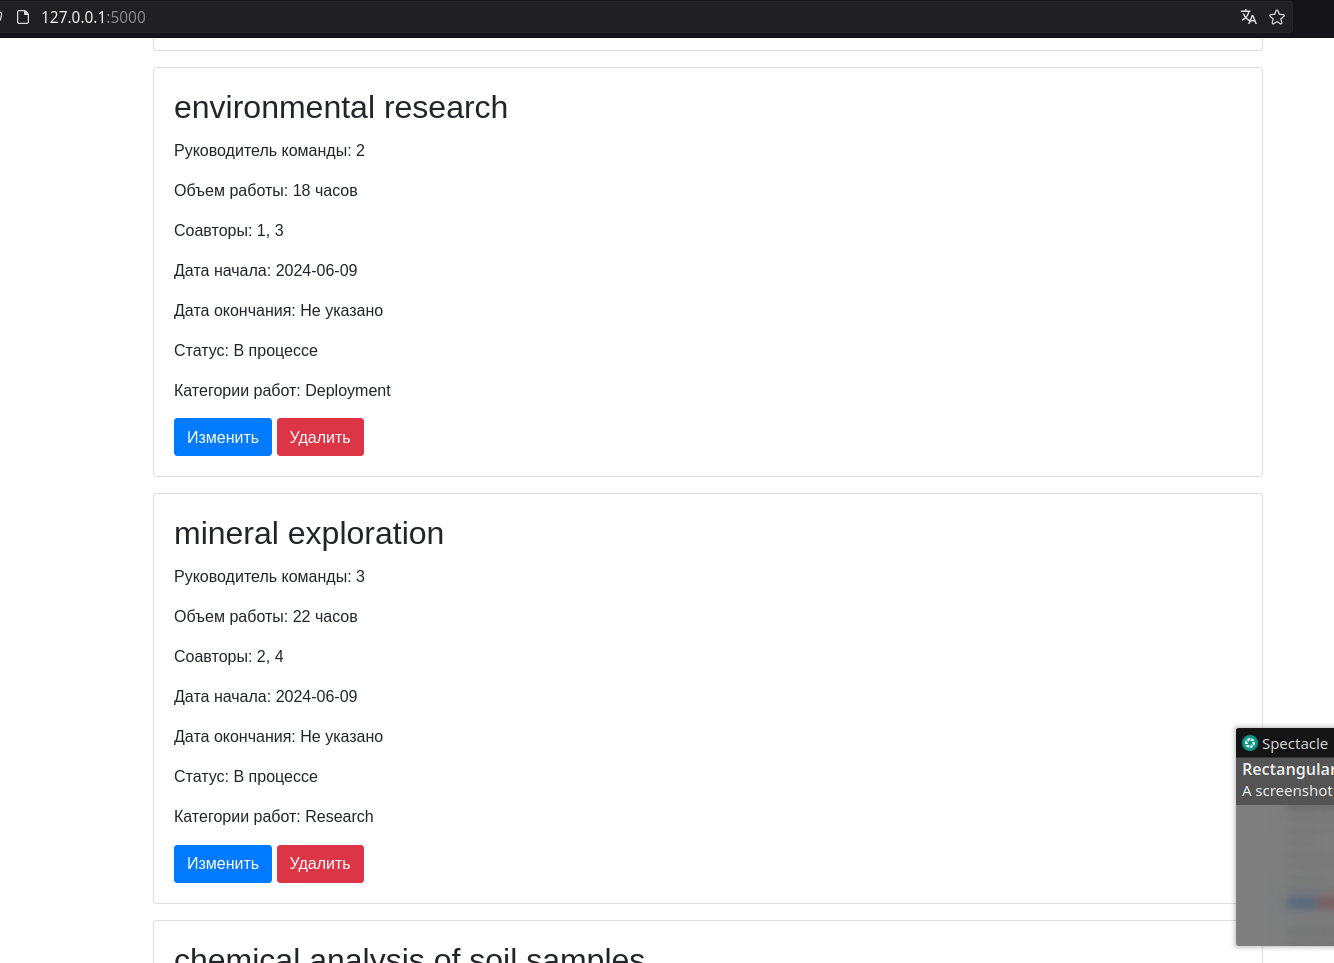 127.0.0.1:5000
environmental research
Руководитель команды: 2
Объем работы: 18 часов
Соавторы: 1, 3
Дата начала: 2024-06-09
Дата окончания: Не указано
Статус: В процессе
Категории работ: Deployment
Изменить Удалить
mineral exploration
Руководитель команды: 3
Объем работы: 22 часов
Соавторы: 2, 4
Дата начала: 2024-06-09
Дата окончания: Не указано
Статус: В процессе
Категории работ: Research
Изменить Удалить
Spectacle
Rectangular
A screenshot
chemical analysis of soil samples